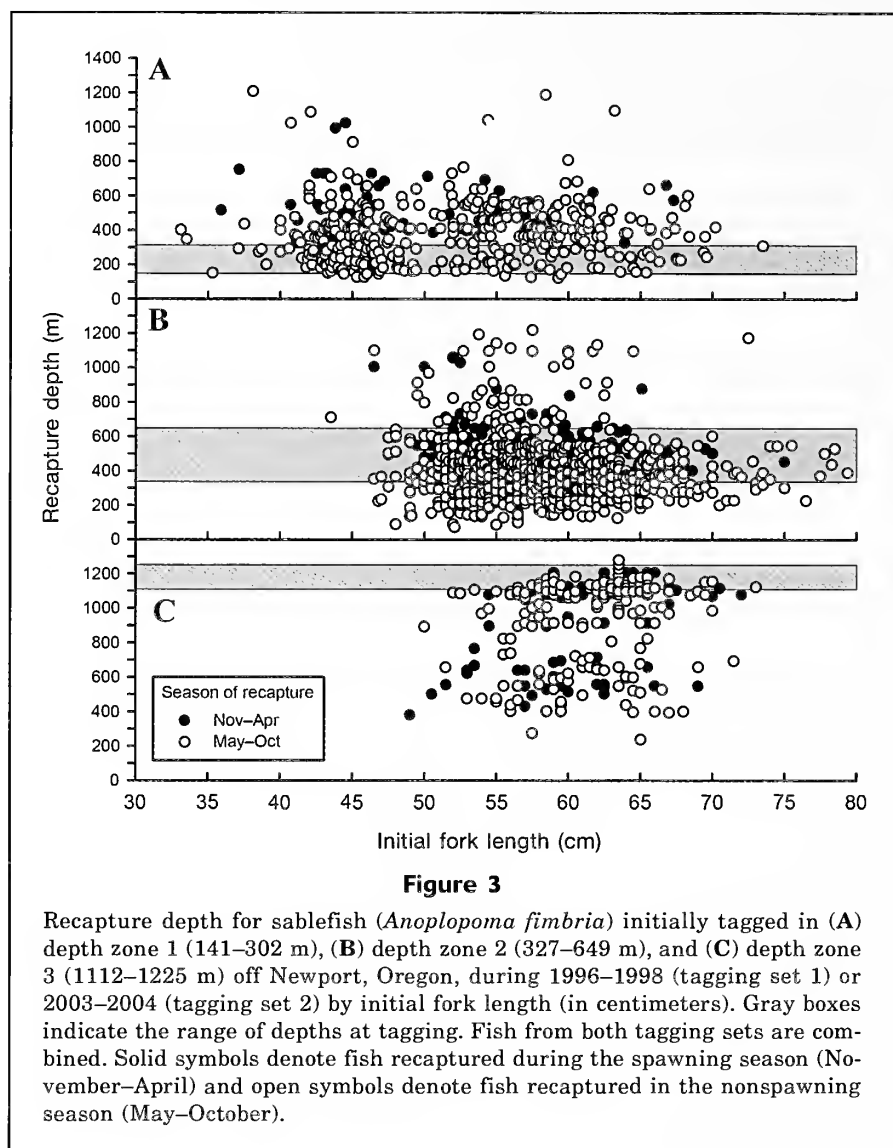 A
1400
1200
1000
800
600
400
200
0
B
1200
1000
800
600
400
200
0
C
1200
1000
800
600
400
200
0
Recapture depth (m)
Season of recapture
Nov–Apr
May–Oct
30 35 40 45 50 55 60 65 70 75 80
Initial fork length (cm)
Figure 3
Recapture depth for sablefish (Anoplopoma fimbria) initially tagged in (A)
depth zone 1 (141–302 m), (B) depth zone 2 (327–649 m), and (C) depth zone
3 (1112–1225 m) off Newport, Oregon, during 1996–1998 (tagging set 1) or
2003–2004 (tagging set 2) by initial fork length (in centimeters). Gray boxes
indicate the range of depths at tagging. Fish from both tagging sets are com-
bined. Solid symbols denote fish recaptured during the spawning season (No-
vember–April) and open symbols denote fish recaptured in the nonspawning
season (May–October).